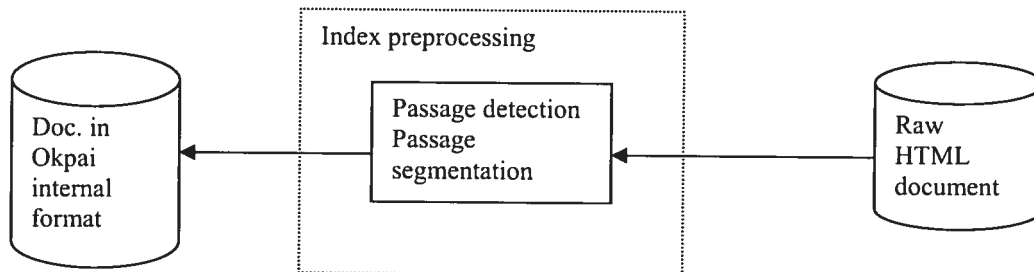 Index preprocessing
Doc. in
Okpai
internal
format
Passage detection
Passage
segmentation
Raw
HTML
document